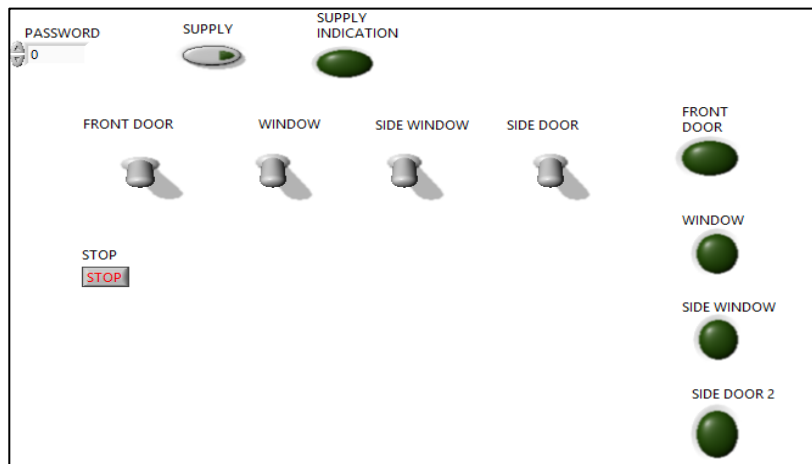 PASSWORD
0
SUPPLY
SUPPLY
INDICATION
FRONT DOOR
WINDOW
SIDE WINDOW
SIDE DOOR
FRONT
DOOR
WINDOW
STOP
STOP
SIDE WINDOW
SIDE DOOR 2